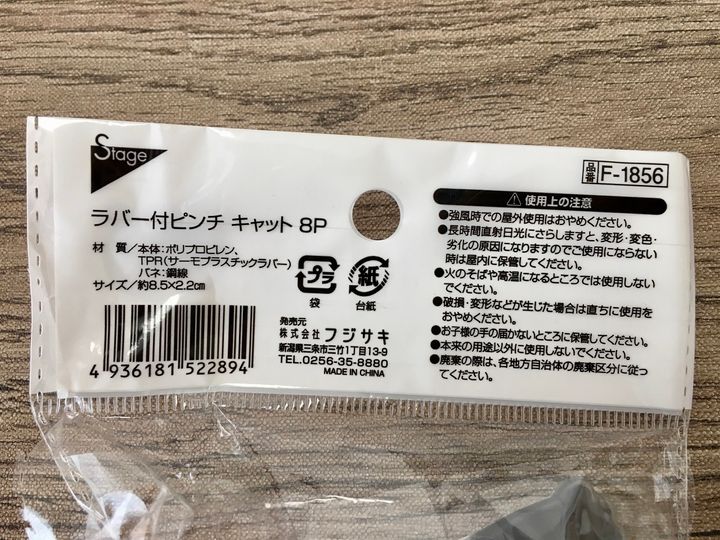 Stage
品番 F-1856
ラバー付ピンチ キャット 8P
材 質/本体:ポリプロピレン、
TPR(サーモプラスチックラバー)
バネ:鋼線
サイズ/約8.5×2.2㎝
プラ
袋
紙
台紙
4 936181 522894
発売元
株式会社 フジサキ
新潟県三条市三竹1丁目13-9
TEL.0256-35-8880
MADE IN CHINA
使用上の注意
●強風時での屋外使用はおやめください。
●長時間直射日光にさらしますと、変形・変色・
劣化の原因になりますのでご使用にならない
時は屋内に保管してください。
●火のそばや高温になるところでは使用しない
でください。
●破損・変形などが生じた場合は直ちに使用を
おやめください。
●お子様の手の届かないところに保管してください。
●本来の用途以外に使用しないでください。
●廃棄の際は、各地方自治体の廃棄区分に従っ
てください。